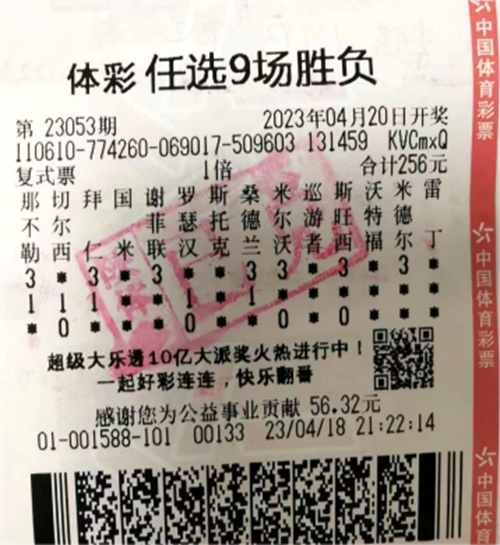 体彩 任选9场胜负
第 23053期 2023年04月20日开奖
110610-774260-069017-509603 131459 KVCmxQ
复式票 1倍 合计256元
那 切 拜 国 谢 罗 斯 桑 米 巡 斯 沃 米 雷
不 尔 菲 瑟 托 德 尔 游 旺 特 德
勒 西 仁 米 联 汉 克 兰 沃 者 西 福 尔 丁
3 * 3 * 3 * * 3 3 * 3 * 3 *
1 1 1 * * 1 * 1 * * * * * *
* 0 * * * 0 * * 0 * 0 * 0 *
已兑
超级大乐透10亿大派奖火热进行中！
一起好彩连连，快乐翻番
感谢您为公益事业贡献 56.32元
01-001588-101 00133 23/04/18 21:22:14
中国体育彩票
中国体育彩票
中国体育